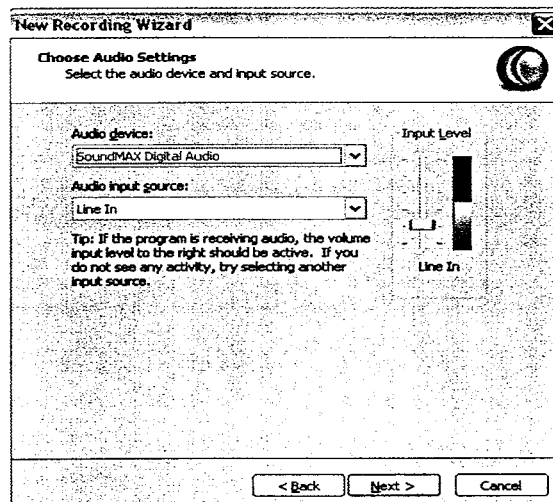 New Recording Wizard
Choose Audio Settings
Select the audio device and input source.
Audio device:
Input Level
SoundMAX Digital Audio
Audio input source:
Line In
Tip: If the program is receiving audio, the volume
input level to the right should be active. If you
do not see any activity, try selecting another
input source.
Line In
< Back
Next >
Cancel